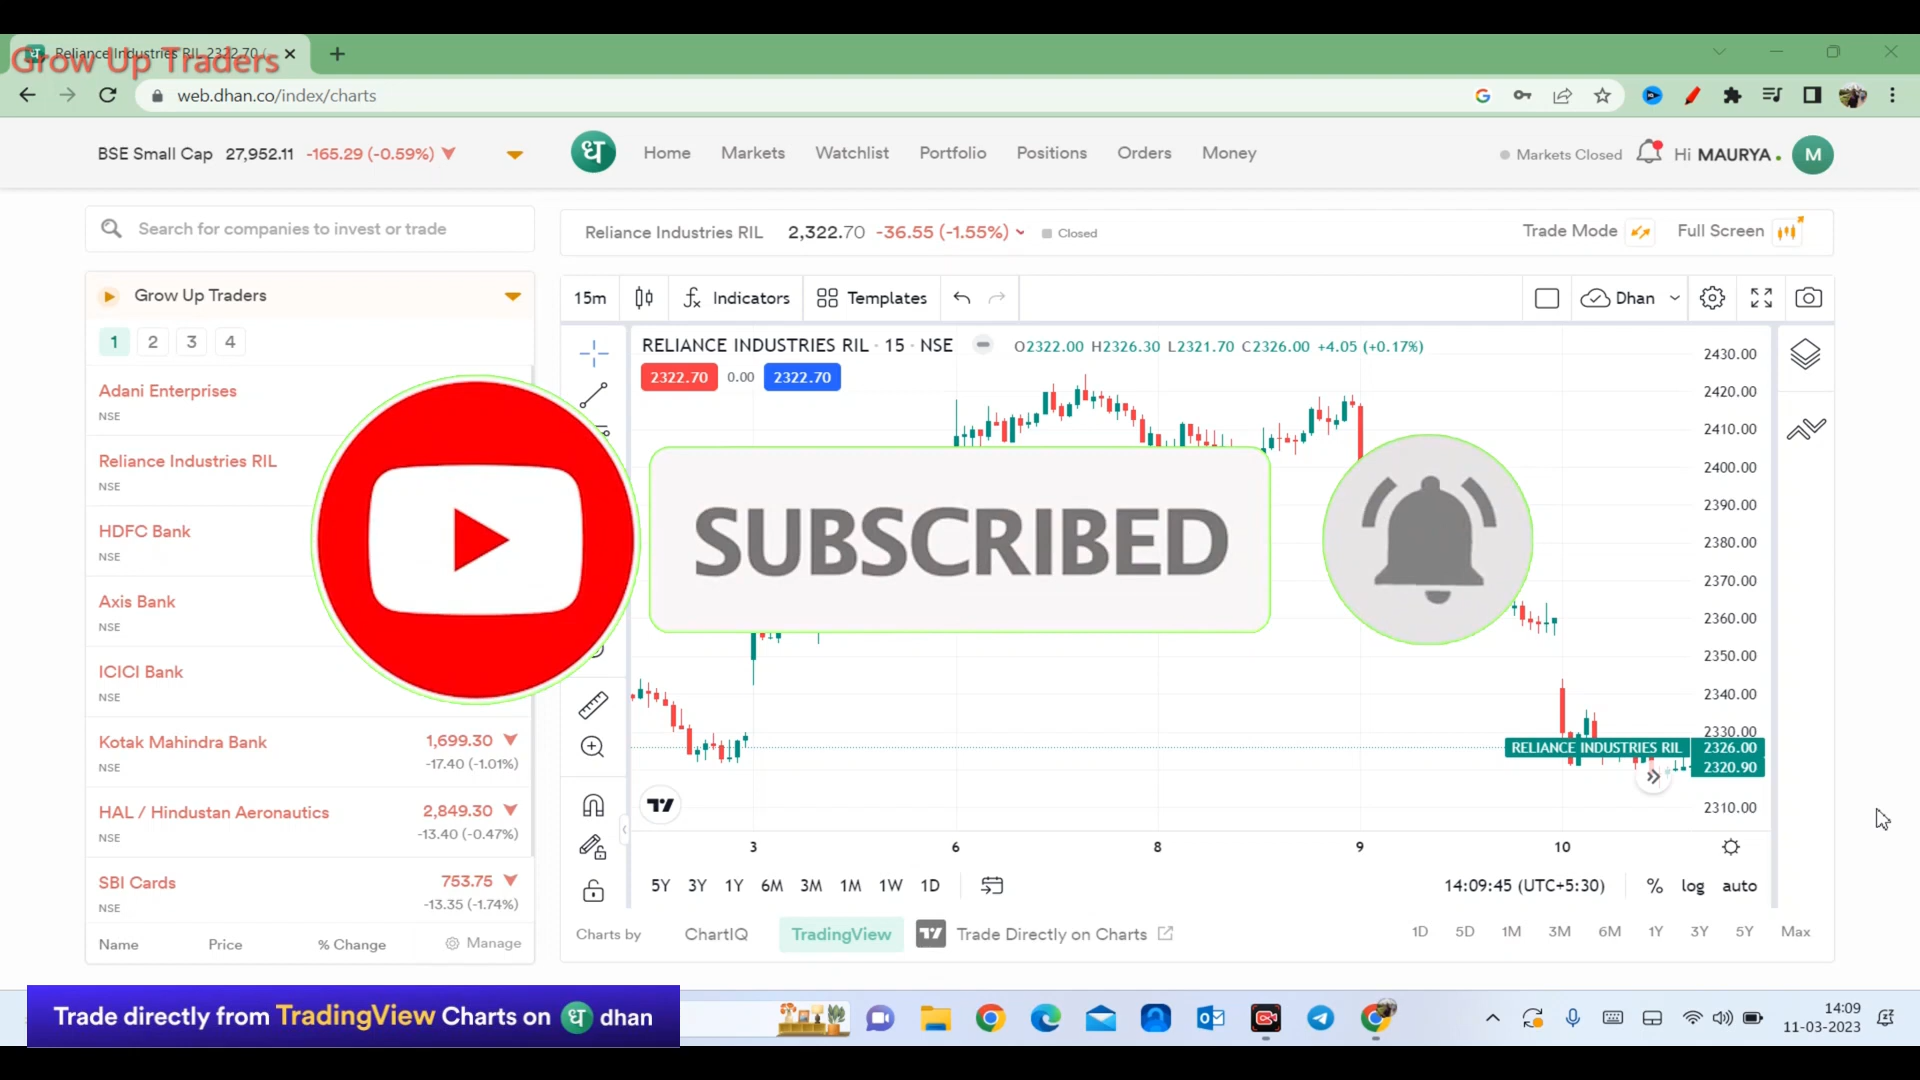 Reliance Industries RIL 2322.70
Grow Up Traders
web.dhan.co/index/charts
BSE Small Cap 27,952.11 -165.29 (-0.59%)
ध
Home Markets Watchlist Portfolio Positions Orders Money
Markets Closed
Hi MAURYA
M
Search for companies to invest or trade
Reliance Industries RIL 2,322.70 -36.55 (-1.55%) Closed
Trade Mode Full Screen
Grow Up Traders
1 2 3 4
Adani Enterprises
NSE
Reliance Industries RIL
NSE
HDFC Bank
NSE
Axis Bank
NSE
ICICI Bank
NSE
Kotak Mahindra Bank 1,699.30
NSE -17.40 (-1.01%)
HAL / Hindustan Aeronautics 2,849.30
NSE -13.40 (-0.47%)
SBI Cards 753.75
NSE -13.35 (-1.74%)
Name Price % Change Manage
15m Indicators Templates Dhan
RELIANCE INDUSTRIES RIL · 15 · NSE O2322.00 H2326.30 L2321.70 C2326.00 +4.05 (+0.17%)
2322.70 0.00 2322.70
SUBSCRIBED
2430.00
2420.00
2410.00
2400.00
2390.00
2380.00
2370.00
2360.00
2350.00
2340.00
2330.00
RELIANCE INDUSTRIES RIL 2326.00
2320.90
2310.00
3 6 8 9 10
5Y 3Y 1Y 6M 3M 1M 1W 1D
14:09:45 (UTC+5:30) % log auto
Charts by ChartIQ TradingView Trade Directly on Charts
1D 5D 1M 3M 6M 1Y 3Y 5Y Max
Trade directly from TradingView Charts on ध dhan
14:09
11-03-2023